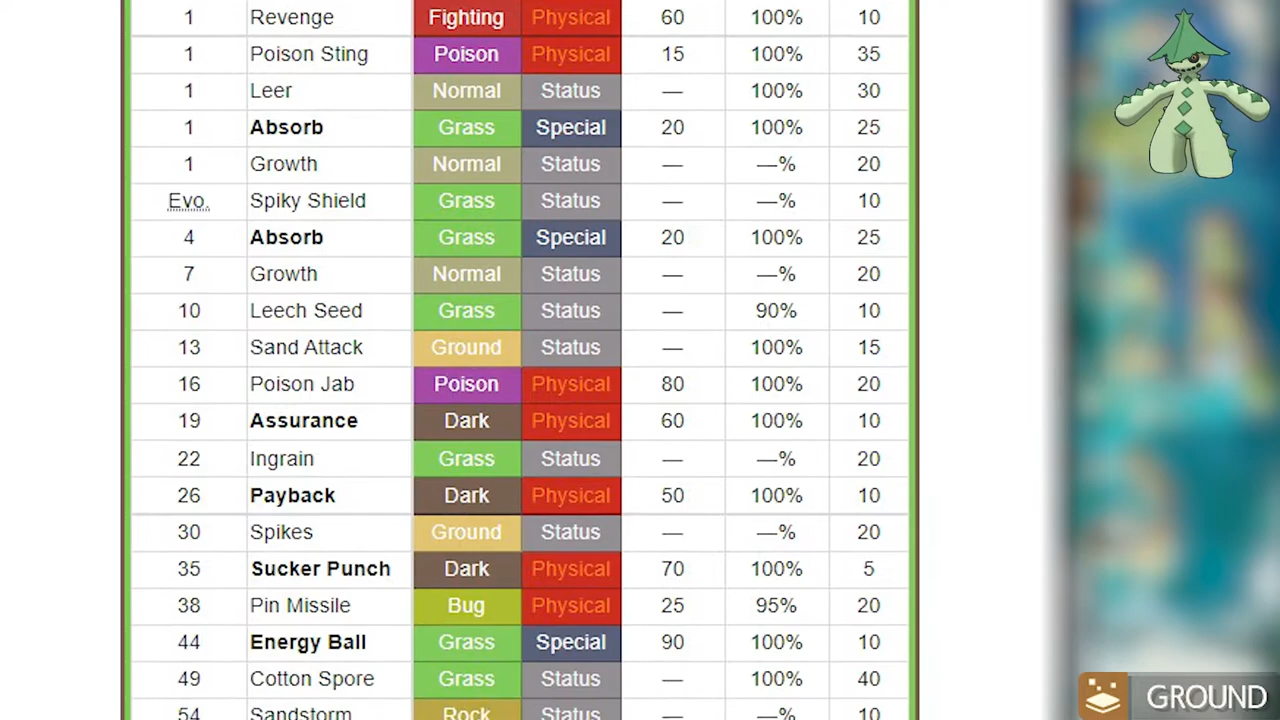 1 Revenge Fighting Physical 60 100% 10
1 Poison Sting Poison Physical 15 100% 35
1 Leer Normal Status — 100% 30
1 Absorb Grass Special 20 100% 25
1 Growth Normal Status — —% 20
Evo. Spiky Shield Grass Status — —% 10
4 Absorb Grass Special 20 100% 25
7 Growth Normal Status — —% 20
10 Leech Seed Grass Status — 90% 10
13 Sand Attack Ground Status — 100% 15
16 Poison Jab Poison Physical 80 100% 20
19 Assurance Dark Physical 60 100% 10
22 Ingrain Grass Status — —% 20
26 Payback Dark Physical 50 100% 10
30 Spikes Ground Status — —% 20
35 Sucker Punch Dark Physical 70 100% 5
38 Pin Missile Bug Physical 25 95% 20
44 Energy Ball Grass Special 90 100% 10
49 Cotton Spore Grass Status — 100% 40
54 Sandstorm Rock Status — —% 10
GROUND